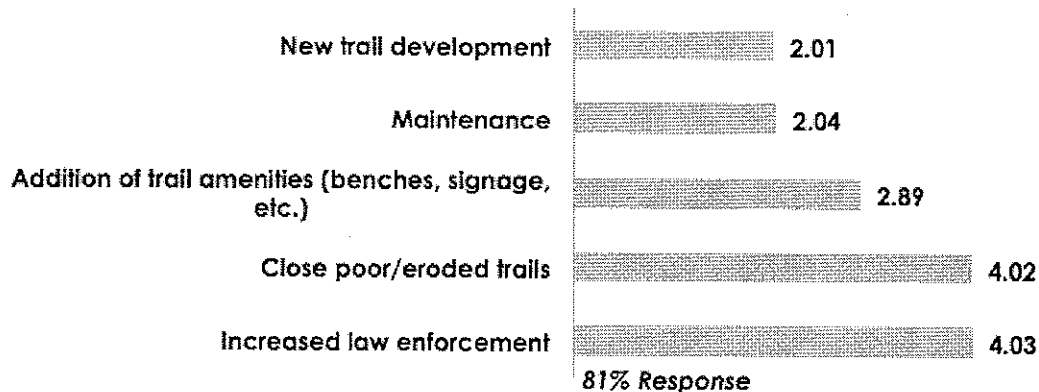 New trail development 2.01
Maintenance 2.04
Addition of trail amenities (benches, signage,
etc.) 2.89
Close poor/eroded trails 4.02
Increased law enforcement 4.03
81% Response